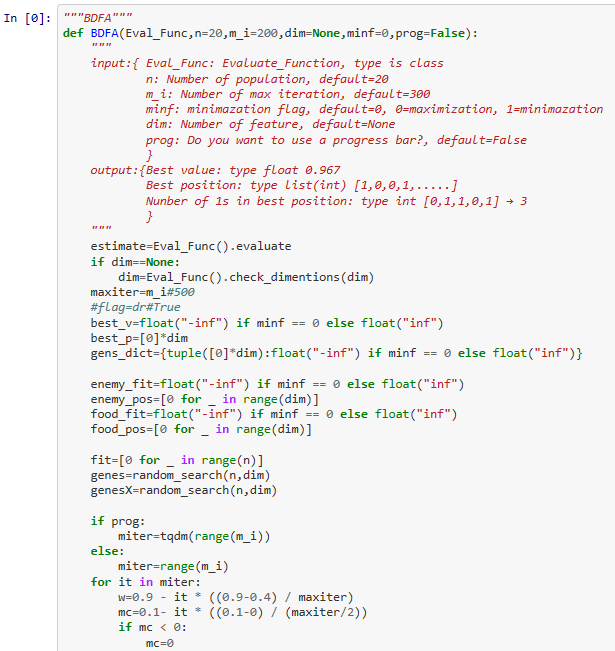 In [0]: """BDFA"""
def BDFA(Eval_Func,n=20,m_i=200,dim=None,minf=0,prog=False):
    """
    input:{ Eval_Func: Evaluate_Function, type is class
            n: Number of population, default=20
            m_i: Number of max iteration, default=300
            minf: minimazation flag, default=0, 0=maximization, 1=minimazation
            dim: Number of feature, default=None
            prog: Do you want to use a progress bar?, default=False
            }
    output:{Best value: type float 0.967
            Best position: type list(int) [1,0,0,1,.....]
            Nunber of 1s in best position: type int [0,1,1,0,1] → 3
            }
    """
    estimate=Eval_Func().evaluate
    if dim==None:
        dim=Eval_Func().check_dimentions(dim)
    maxiter=m_i#500
    #flag=dr#True
    best_v=float("-inf") if minf == 0 else float("inf")
    best_p=[0]*dim
    gens_dict={tuple([0]*dim):float("-inf") if minf == 0 else float("inf")}

    enemy_fit=float("-inf") if minf == 0 else float("inf")
    enemy_pos=[0 for _ in range(dim)]
    food_fit=float("-inf") if minf == 0 else float("inf")
    food_pos=[0 for _ in range(dim)]

    fit=[0 for _ in range(n)]
    genes=random_search(n,dim)
    genesX=random_search(n,dim)

    if prog:
        miter=tqdm(range(m_i))
    else:
        miter=range(m_i)
    for it in miter:
        w=0.9 - it * ((0.9-0.4) / maxiter)
        mc=0.1- it * ((0.1-0) / (maxiter/2))
        if mc < 0:
            mc=0